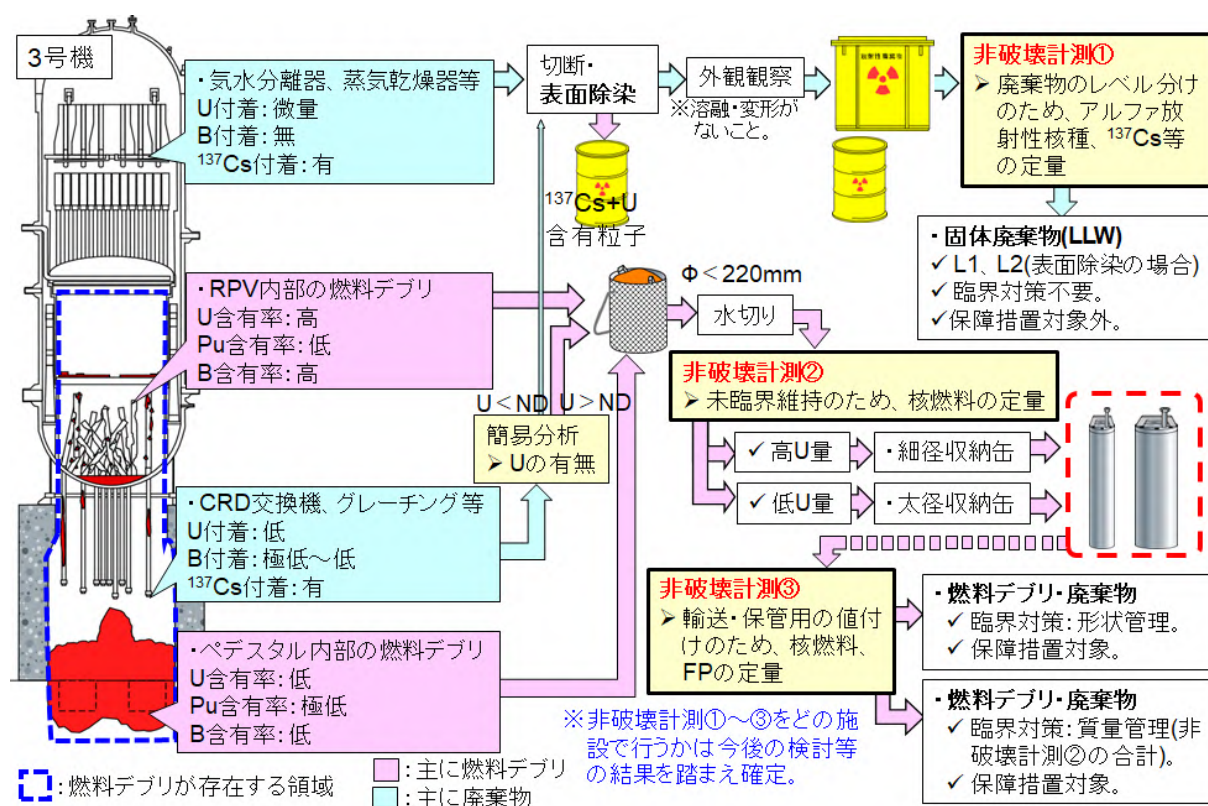 3号機
・気水分離器、蒸気乾燥器等
U付着:微量
B付着:無
¹³⁷Cs付着:有
切断・
表面除染
外観観察
※溶融・変形が
ないこと。
¹³⁷Cs+U
含有粒子
非破壊計測①
➢ 廃棄物のレベル分け
のため、アルファ放
射性核種、¹³⁷Cs等
の定量
・固体廃棄物(LLW)
✓ L1、L2(表面除染の場合)
✓ 臨界対策不要。
✓ 保障措置対象外。
・RPV内部の燃料デブリ
U含有率:高
Pu含有率:低
B含有率:高
Φ<220mm
水切り
非破壊計測②
➢ 未臨界維持のため、核燃料の定量
U<ND
U>ND
簡易分析
➢ Uの有無
✓ 高U量
・細径収納缶
✓ 低U量
・太径収納缶
・CRD交換機、グレーチング等
U付着:低
B付着:極低~低
¹³⁷Cs付着:有
非破壊計測③
➢ 輸送・保管用の値付
けのため、核燃料、
FPの定量
・燃料デブリ・廃棄物
✓ 臨界対策:形状管理。
✓ 保障措置対象。
・ペデスタル内部の燃料デブリ
U含有率:低
Pu含有率:極低
B含有率:低
・燃料デブリ・廃棄物
✓ 臨界対策:質量管理(非
破壊計測②の合計)。
✓ 保障措置対象。
※非破壊計測①~③をどの施
設で行うかは今後の検討等
の結果を踏まえ確定。
:燃料デブリが存在する領域
:主に燃料デブリ
:主に廃棄物